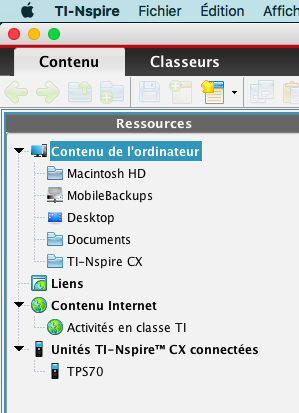 TI-Nspire Fichier Édition Affich
Contenu Classeurs
Ressources
Contenu de l'ordinateur
Macintosh HD
MobileBackups
Desktop
Documents
TI-Nspire CX
Liens
Contenu Internet
Activités en classe TI
Unités TI-Nspire™ CX connectées
TPS70